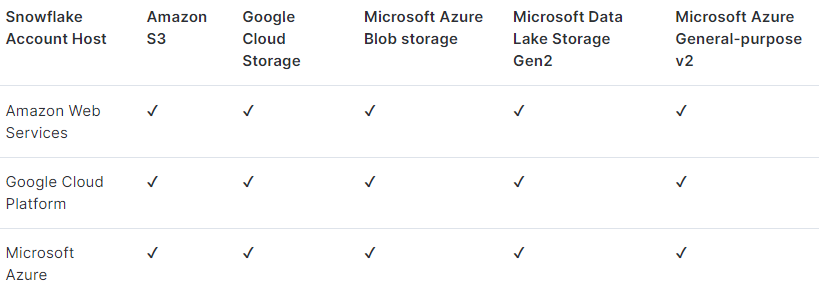 Snowflake Account Host	Amazon S3	Google Cloud Storage	Microsoft Azure Blob storage	Microsoft Data Lake Storage Gen2	Microsoft Azure General-purpose v2
Amazon Web Services	✓	✓	✓	✓	✓
Google Cloud Platform	✓	✓	✓	✓	✓
Microsoft Azure	✓	✓	✓	✓	✓